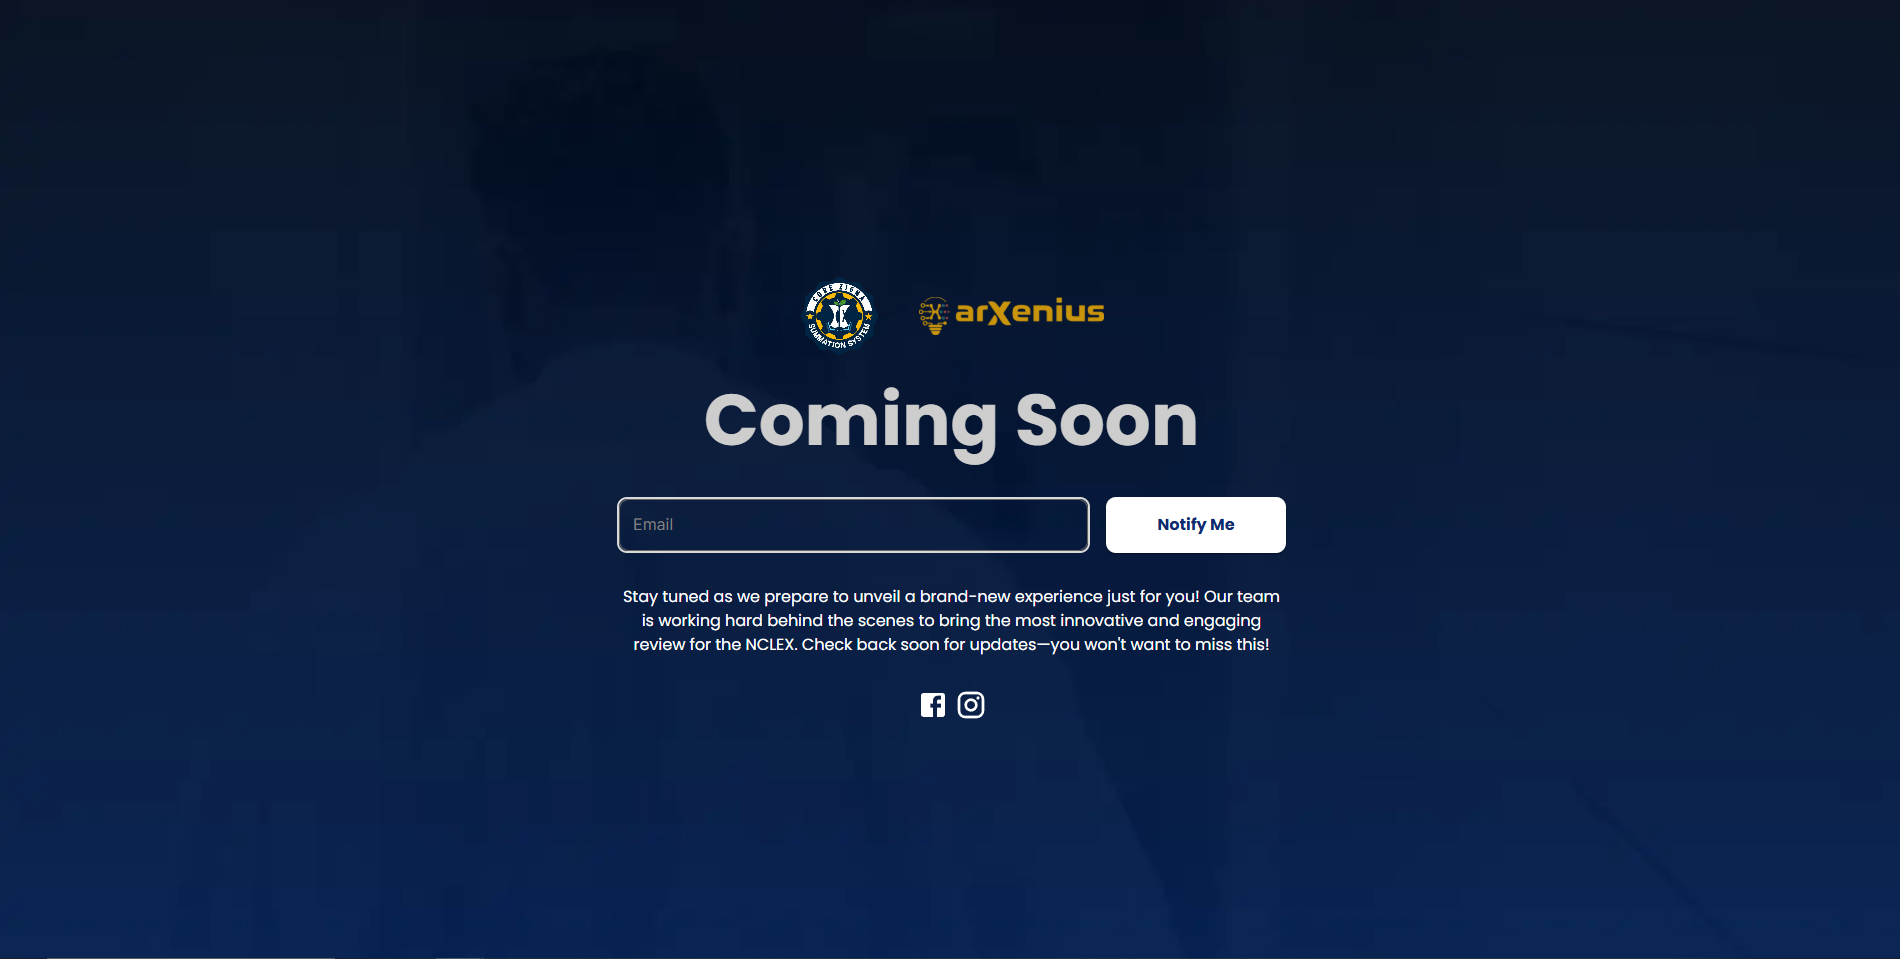 CODE ZIGMA
SUMMATION SYSTEM
arXenius
Coming Soon
Email
Notify Me
Stay tuned as we prepare to unveil a brand-new experience just for you! Our team
is working hard behind the scenes to bring the most innovative and engaging
review for the NCLEX. Check back soon for updates—you won't want to miss this!